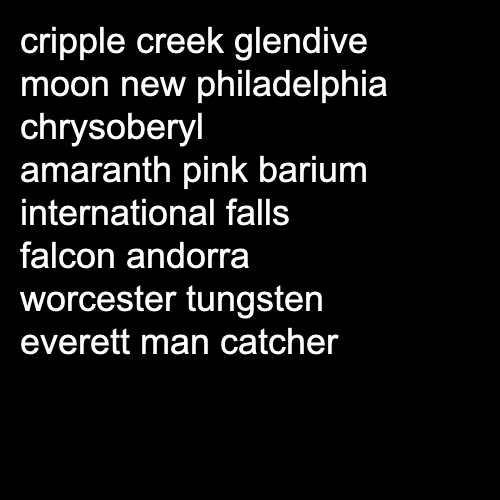 cripple creek glendive
moon new philadelphia
chrysoberyl
amaranth pink barium
international falls
falcon andorra
worcester tungsten
everett man catcher